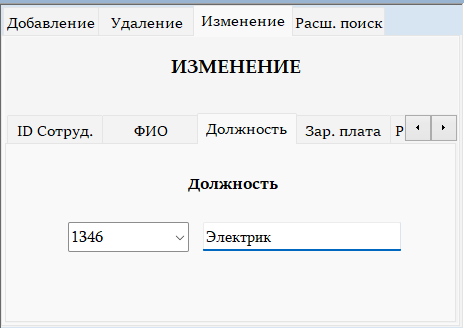 Добавление Удаление Изменение Расш. поиск
ИЗМЕНЕНИЕ
ID Сотруд. ФИО Должность Зар. плата Р
Должность
1346 Электрик